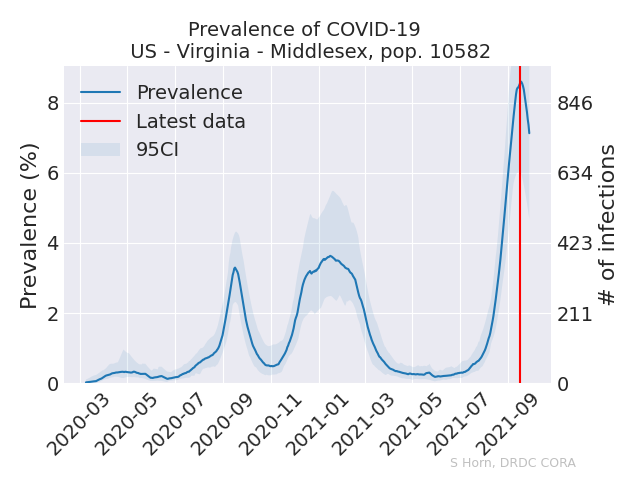 Prevalence of COVID-19
US - Virginia - Middlesex, pop. 10582
Prevalence
Latest data
95CI
Prevalence (%)
8
6
4
2
0
# of infections
846
634
423
211
0
2020-03
2020-05
2020-07
2020-09
2020-11
2021-01
2021-03
2021-05
2021-07
2021-09
S Horn, DRDC CORA